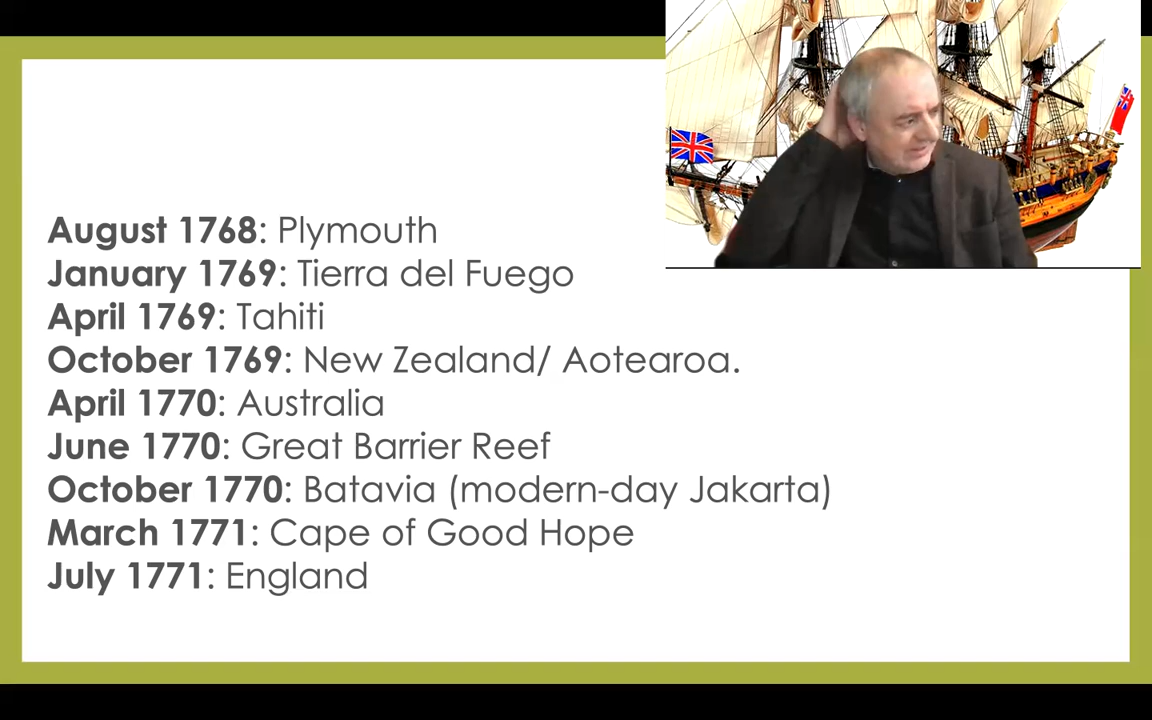 August 1768: Plymouth
January 1769: Tierra del Fuego
April 1769: Tahiti
October 1769: New Zealand/ Aotearoa.
April 1770: Australia
June 1770: Great Barrier Reef
October 1770: Batavia (modern-day Jakarta)
March 1771: Cape of Good Hope
July 1771: England